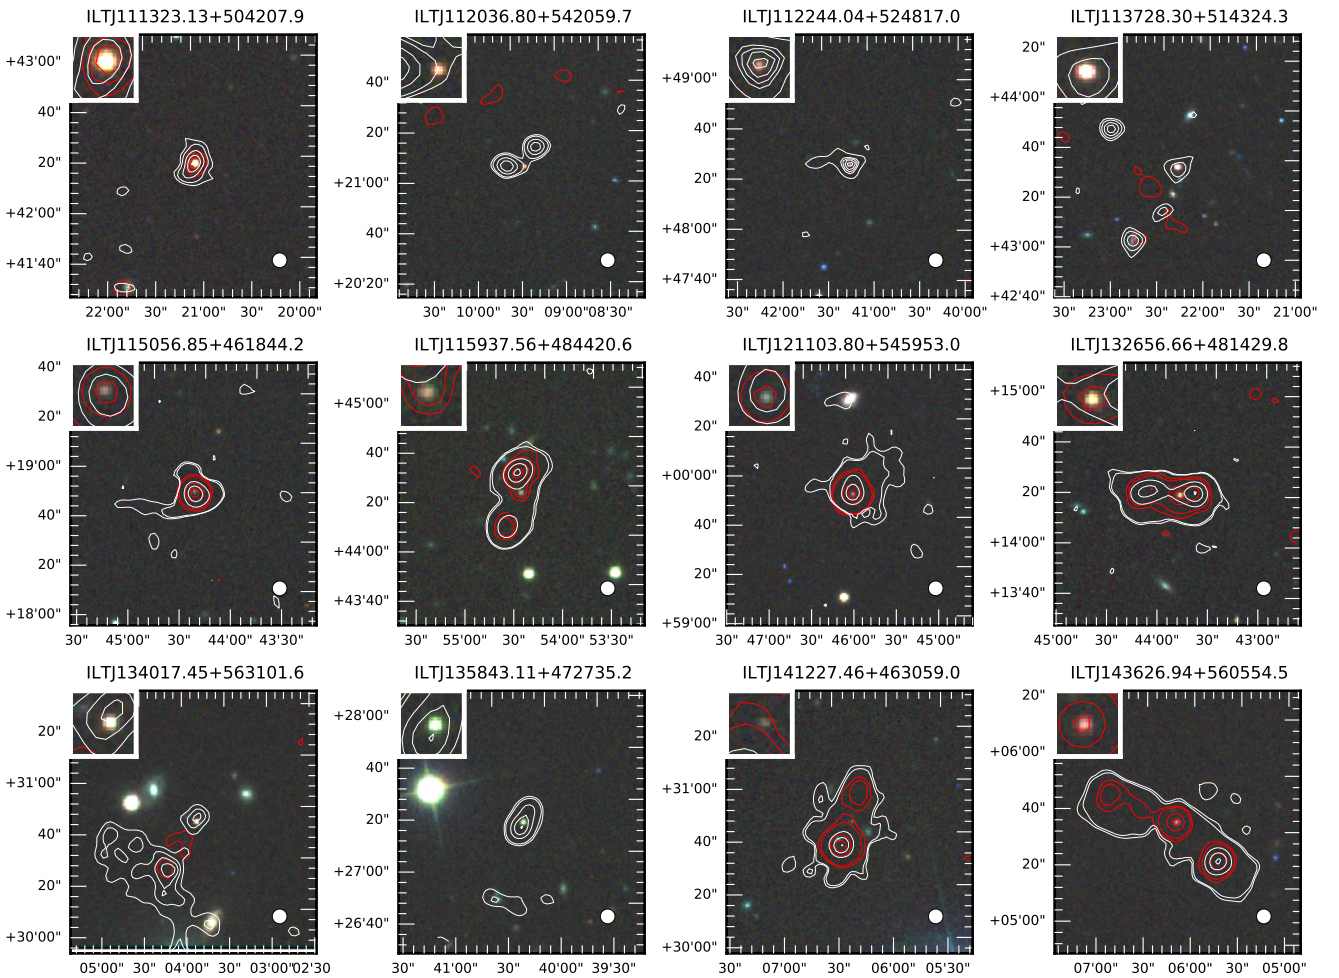 ILTJ111323.13+504207.9 ILTJ112036.80+542059.7 ILTJ112244.04+524817.0 ILTJ113728.30+514324.3
+43'00" 40" 20" +42'00" +41'40"
40" 20" +21'00" 40" +20'20"
+49'00" 40" 20" +48'00" +47'40"
20" +44'00" 40" 20" +43'00" +42'40"
22'00" 30" 21'00" 30" 20'00"
30" 10'00" 30" 09'00" 08'30"
30" 42'00" 30" 41'00" 30" 40'00"
30" 23'00" 30" 22'00" 30" 21'00"
ILTJ115056.85+461844.2 ILTJ115937.56+484420.6 ILTJ121103.80+545953.0 ILTJ132656.66+481429.8
40" 20" +19'00" 40" 20" +18'00"
+45'00" 40" 20" +44'00" +43'40"
40" 20" +00'00" 40" 20" +59'00"
+15'00" 40" 20" +14'00" +13'40"
30" 45'00" 30" 44'00" 43'30"
30" 55'00" 30" 54'00" 53'30"
30" 47'00" 30" 46'00" 30" 45'00"
45'00" 30" 44'00" 30" 43'00"
ILTJ134017.45+563101.6 ILTJ135843.11+472735.2 ILTJ141227.46+463059.0 ILTJ143626.94+560554.5
20" +31'00" 40" 20" +30'00"
+28'00" 40" 20" +27'00" +26'40"
20" +31'00" 40" 20" +30'00"
20" +06'00" 40" 20" +05'00"
05'00" 30" 04'00" 30" 03'00" 02'30"
30" 41'00" 30" 40'00" 39'30"
30" 07'00" 30" 06'00" 05'30"
07'00" 30" 06'00" 30" 05'00"